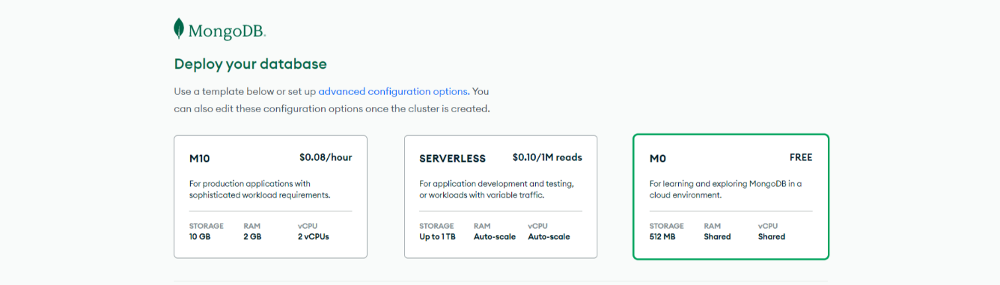 MongoDB.
Deploy your database
Use a template below or set up advanced configuration options. You
can also edit these configuration options once the cluster is created.
M10 $0.08/hour
For production applications with
sophisticated workload requirements.
STORAGE RAM vCPU
10 GB 2 GB 2 vCPUs
SERVERLESS $0.10/1M reads
For application development and testing,
or workloads with variable traffic.
STORAGE RAM vCPU
Up to 1 TB Auto-scale Auto-scale
M0 FREE
For learning and exploring MongoDB in a
cloud environment.
STORAGE RAM vCPU
512 MB Shared Shared